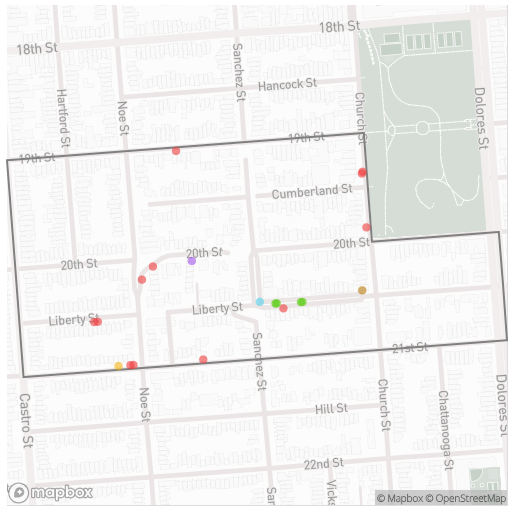 18th St
18th St
Sanchez St
Hancock St
Hartford St
Noe St
Church St
Dolores St
19th St
19th St
Cumberland St
20th St
20th St
20th St
Liberty St
Liberty St
Sanchez St
21st St
Castro St
Noe St
Hill St
Church St
Chattanooga St
Dolores St
22nd St
Vicks
San
mapbox
© Mapbox © OpenStreetMap